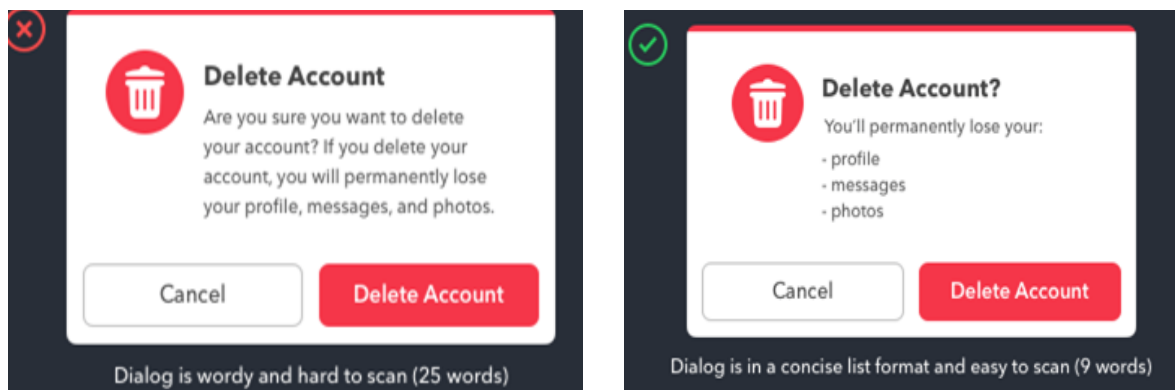 Delete Account
Are you sure you want to delete
your account? If you delete your
account, you will permanently lose
your profile, messages, and photos.
Cancel
Delete Account
Dialog is wordy and hard to scan (25 words)
Delete Account?
You'll permanently lose your:
- profile
- messages
- photos
Cancel
Delete Account
Dialog is in a concise list format and easy to scan (9 words)